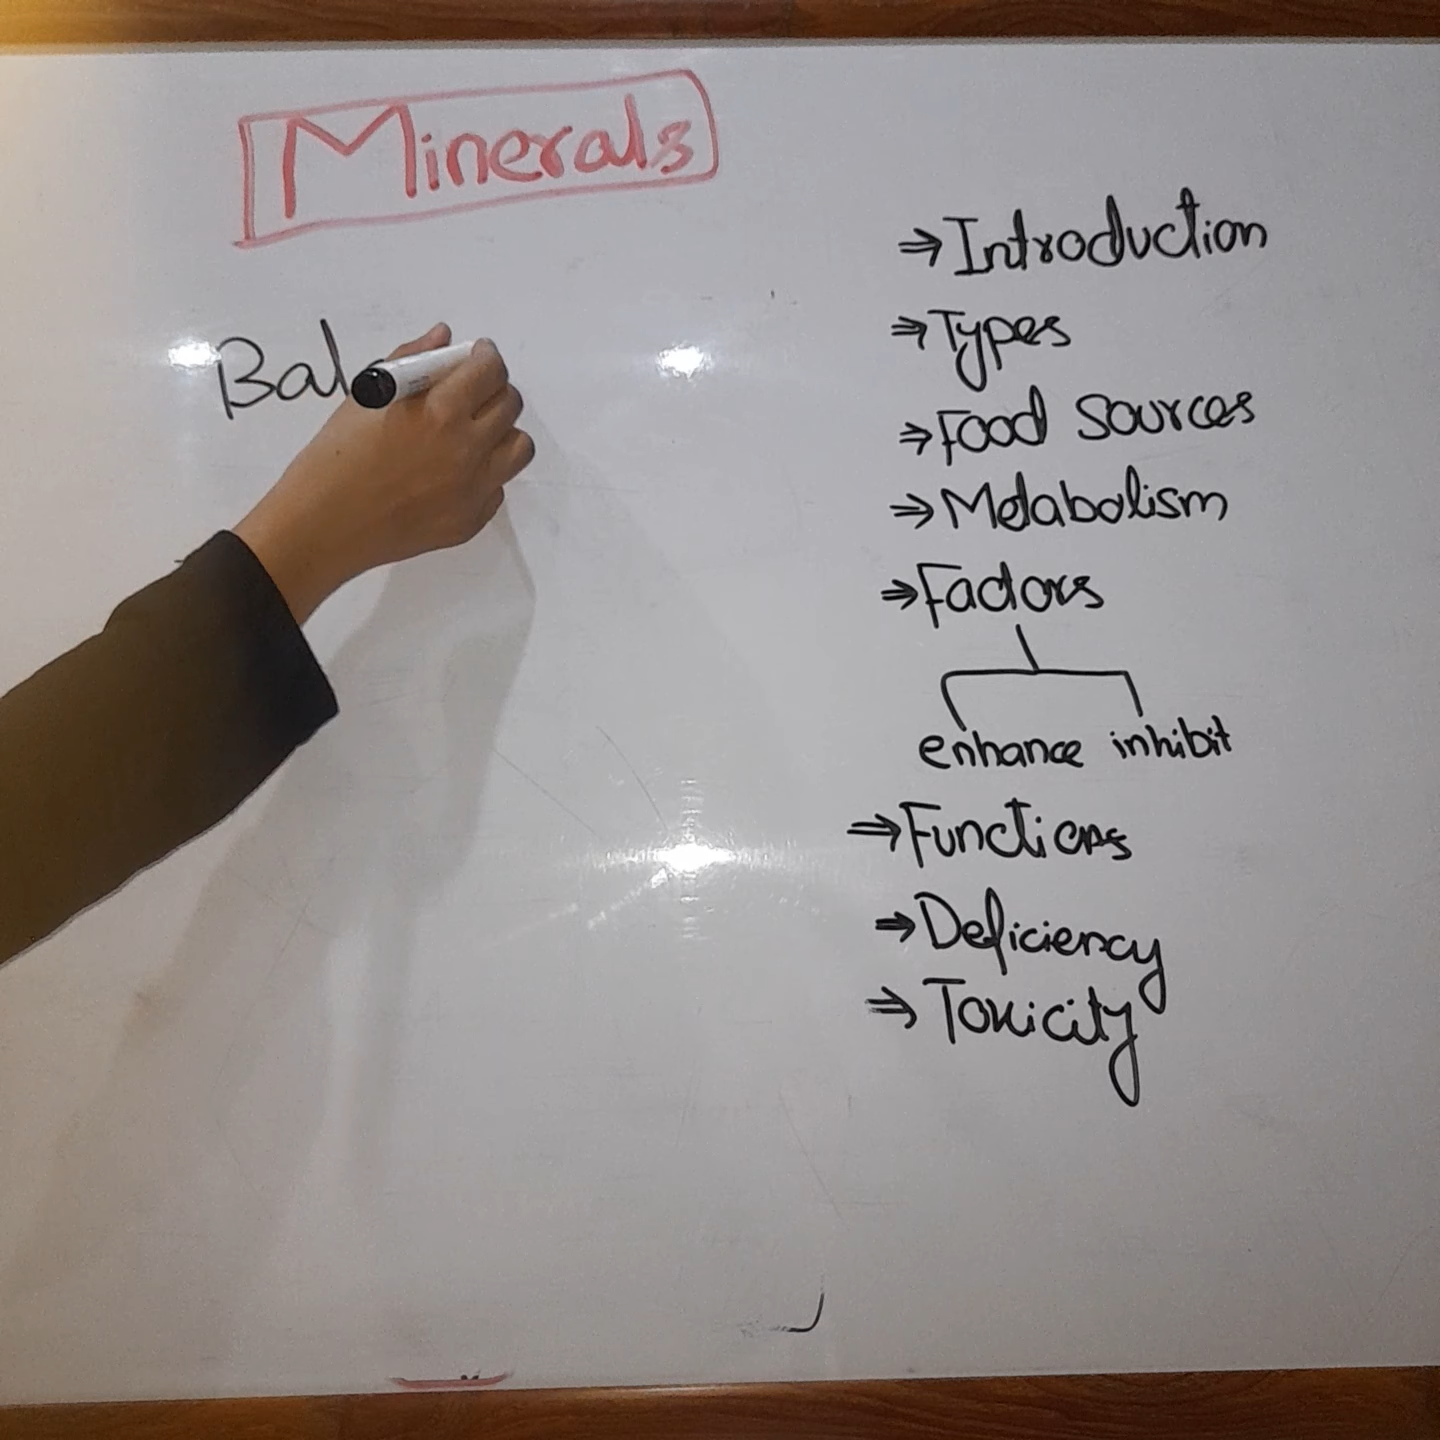 Minerals
Bal
⇒ Introduction
⇒ Types
⇒ Food Sources
⇒ Metabolism
⇒ Factors
enhance inhibit
⇒ Functions
⇒ Deficiency
⇒ Toxicity